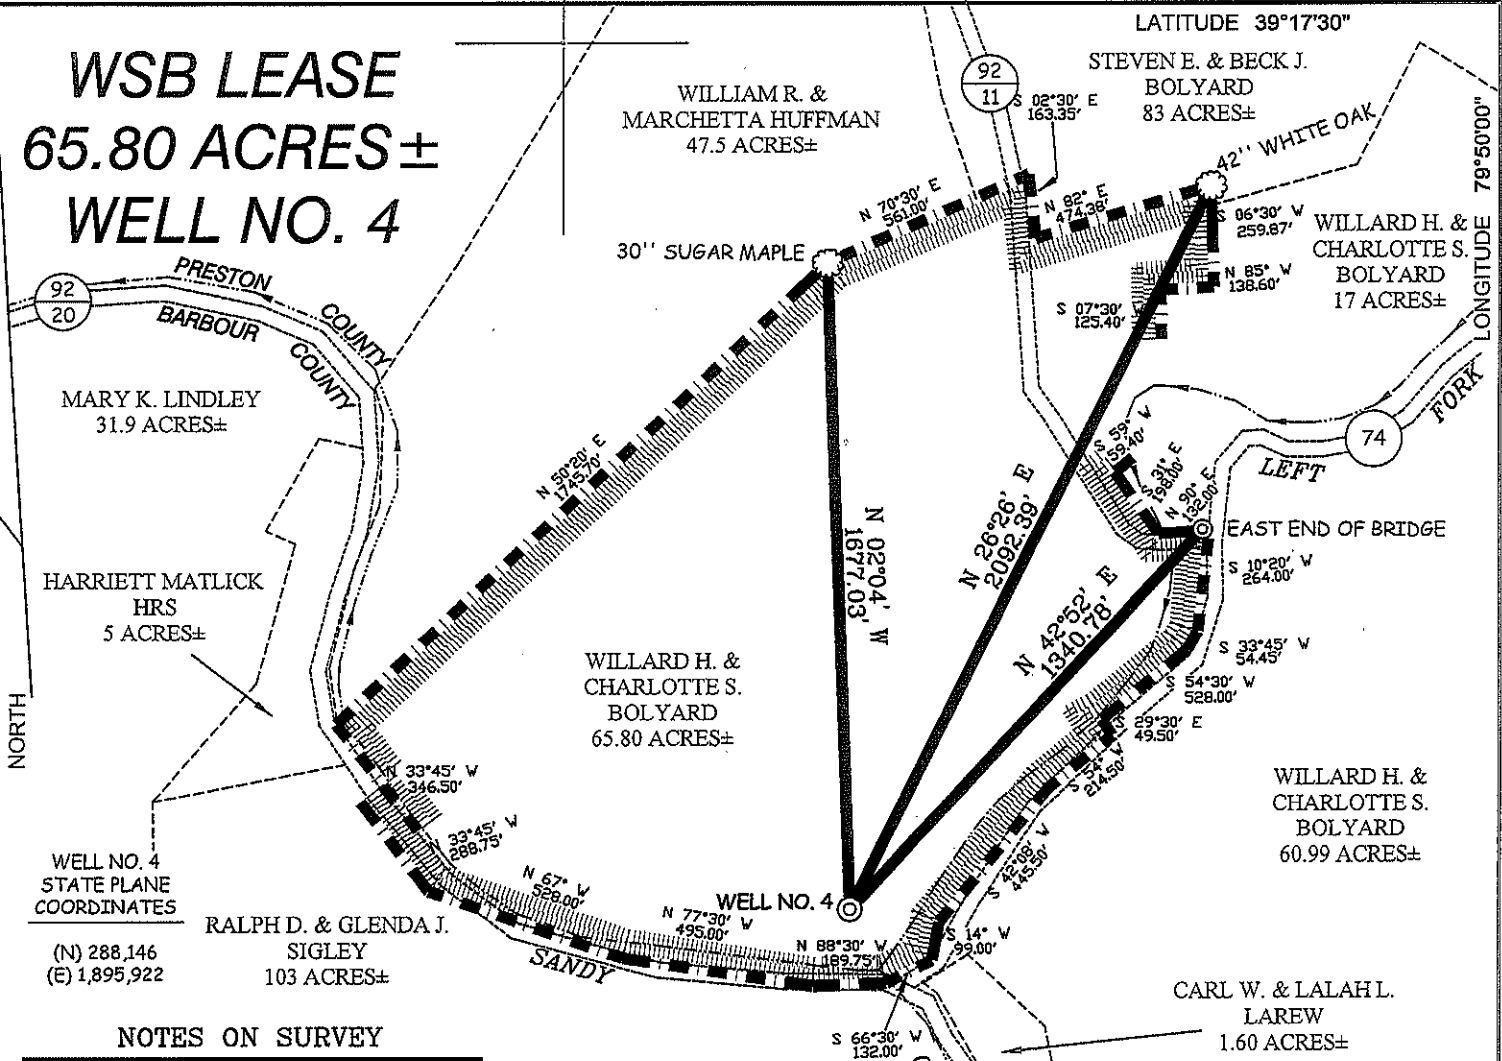 LATITUDE 39°17'30"
WSB LEASE
65.80 ACRES±
WELL NO. 4
WILLIAM R. &
MARCHETTA HUFFMAN
47.5 ACRES±
92
11
S 02°30' E
163.35'
STEVEN E. & BECK J.
BOLYARD
83 ACRES±
42'' WHITE OAK
LONGITUDE 79°50'00"
N 70°30' E
561.00'
N 82° E
474.38'
S 06°30' W
259.87'
N 85° W
138.60'
S 07°30' W
125.40'
WILLARD H. &
CHARLOTTE S.
BOLYARD
17 ACRES±
30'' SUGAR MAPLE
92
20
PRESTON
COUNTY
BARBOUR
COUNTY
MARY K. LINDLEY
31.9 ACRES±
74
LEFT
FORK
S 59° W
59.40'
S 31° E
198.00'
N 90° E
132.00'
EAST END OF BRIDGE
N 50°20' E
1745.70'
N 02°04' W
1677.03'
N 26°26' E
2092.39'
N 42°52' E
1340.78'
S 10°20' W
264.00'
S 33°45' W
54.45'
S 54°30' W
528.00'
S 29°30' E
49.50'
S 54° W
214.50'
S 42°08' W
445.50'
S 14° W
99.00'
HARRIETT MATLICK
HRS
5 ACRES±
NORTH
WILLARD H. &
CHARLOTTE S.
BOLYARD
65.80 ACRES±
WILLARD H. &
CHARLOTTE S.
BOLYARD
60.99 ACRES±
N 33°45' W
346.50'
N 33°45' W
288.75'
N 67° W
528.00'
N 77°30' W
495.00'
N 88°30' W
189.75'
WELL NO. 4
SANDY
WELL NO. 4
STATE PLANE
COORDINATES
(N) 288,146
(E) 1,895,922
RALPH D. & GLENDA J.
SIGLEY
103 ACRES±
CARL W. & LALAH L.
LAREW
1.60 ACRES±
S 66°30' W
132.00'
NOTES ON SURVEY